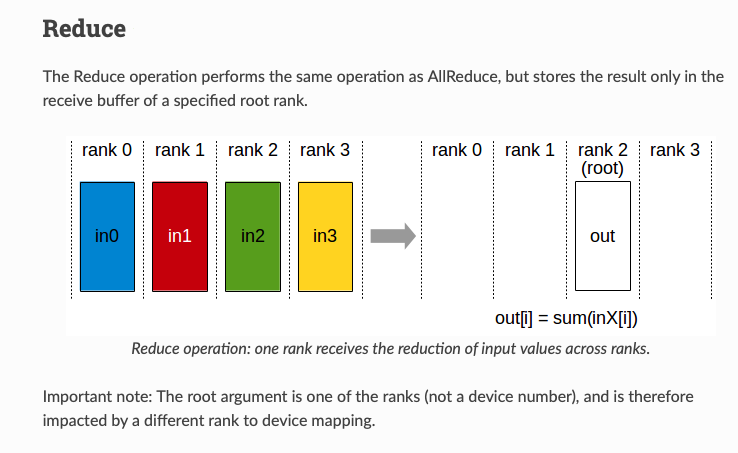 Reduce
The Reduce operation performs the same operation as AllReduce, but stores the result only in the
receive buffer of a specified root rank.
rank 0 rank 1 rank 2 rank 3 rank 0 rank 1 rank 2 rank 3
(root)
in0 in1 in2 in3 out
out[i] = sum(inX[i])
Reduce operation: one rank receives the reduction of input values across ranks.
Important note: The root argument is one of the ranks (not a device number), and is therefore
impacted by a different rank to device mapping.